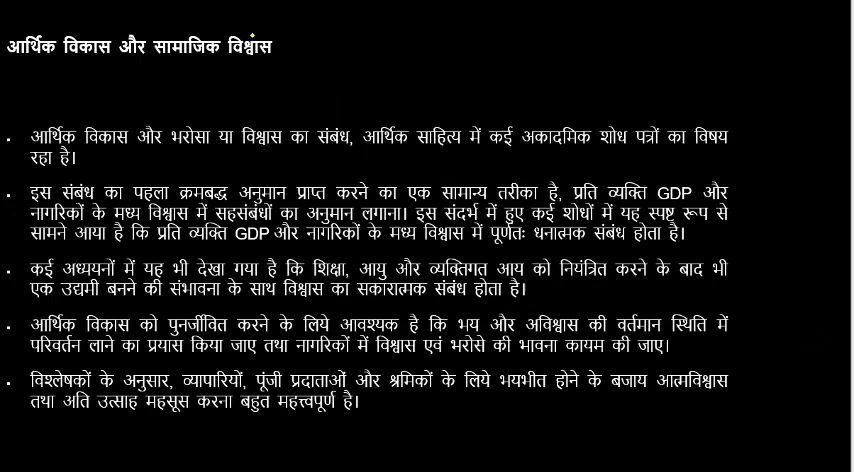 आर्थिक विकास और सामाजिक विश्वास
▪ आर्थिक विकास और भरोसा या विश्वास का संबंध, आर्थिक साहित्य में कई अकादमिक शोध पत्रों का विषय
रहा है।
▪ इस संबंध का पहला क्रमबद्ध अनुमान प्राप्त करने का एक सामान्य तरीका है, प्रति व्यक्ति GDP और
नागरिकों के मध्य विश्वास में सहसंबंधों का अनुमान लगाना। इस संदर्भ में हुए कई शोधों में यह स्पष्ट रूप से
सामने आया है कि प्रति व्यक्ति GDP और नागरिकों के मध्य विश्वास में पूर्णतः धनात्मक संबंध होता है।
▪ कई अध्ययनों में यह भी देखा गया है कि शिक्षा, आयु और व्यक्तिगत आय को नियंत्रित करने के बाद भी
एक उद्यमी बनने की संभावना के साथ विश्वास का सकारात्मक संबंध होता है।
▪ आर्थिक विकास को पुनर्जीवित करने के लिये आवश्यक है कि भय और अविश्वास की वर्तमान स्थिति में
परिवर्तन लाने का प्रयास किया जाए तथा नागरिकों में विश्वास एवं भरोसे की भावना कायम की जाए।
▪ विश्लेषकों के अनुसार, व्यापारियों, पूंजी प्रदाताओं और श्रमिकों के लिये भयभीत होने के बजाय आत्मविश्वास
तथा अति उत्साह महसूस करना बहुत महत्त्वपूर्ण है।